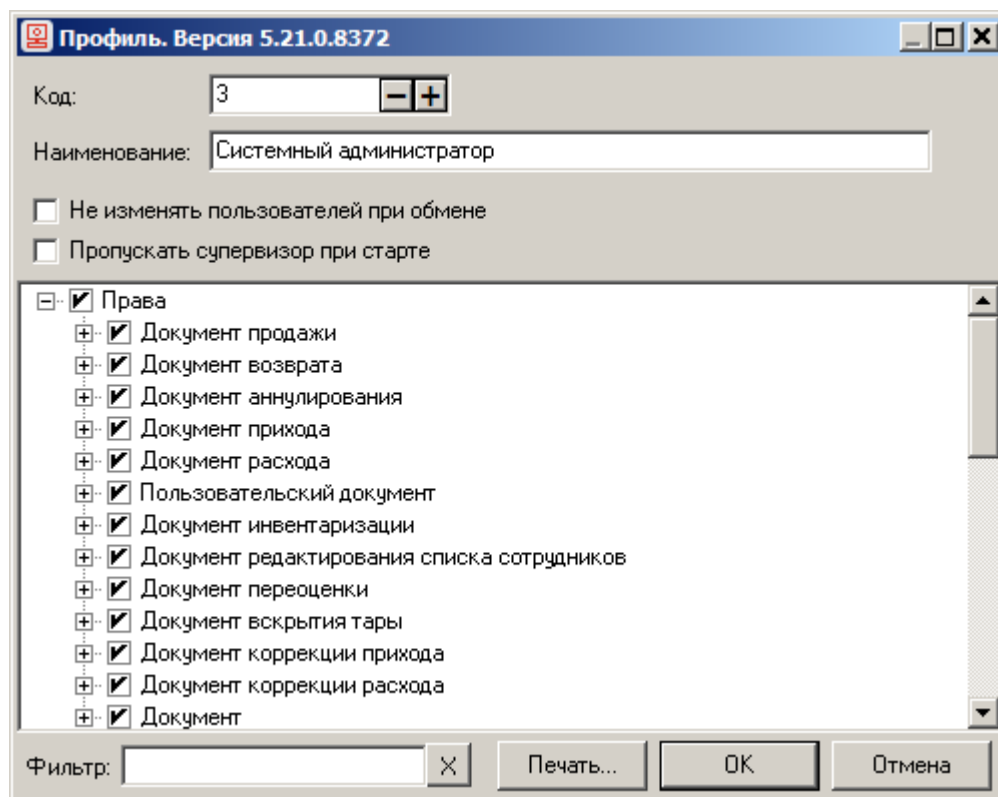 Профиль. Версия 5.21.0.8372
Код: 3
Наименование: Системный администратор
Не изменять пользователей при обмене
Пропускать супервизор при старте
Права
Документ продажи
Документ возврата
Документ аннулирования
Документ прихода
Документ расхода
Пользовательский документ
Документ инвентаризации
Документ редактирования списка сотрудников
Документ переоценки
Документ вскрытия тары
Документ коррекции прихода
Документ коррекции расхода
Документ
Фильтр: X Печать... ОК Отмена